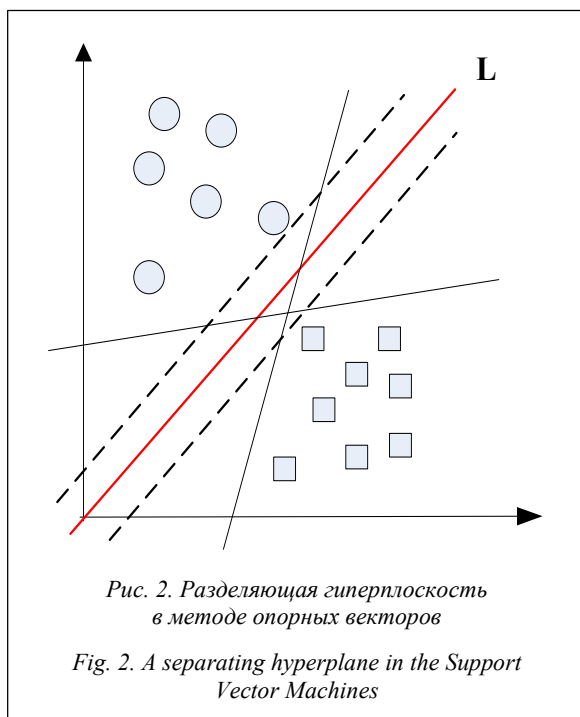 L
Рис. 2. Разделяющая гиперплоскость
в методе опорных векторов
Fig. 2. A separating hyperplane in the Support
Vector Machines